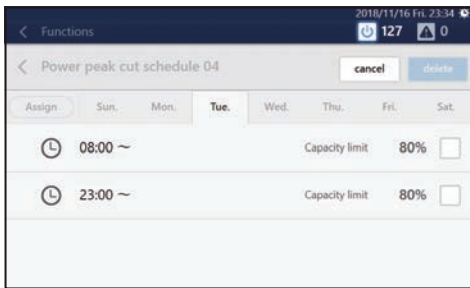 2018/11/16 Fri. 23:34
< Functions
127
0
< Power peak cut schedule 04
cancel
delete
Assign Sun. Mon. Tue. Wed. Thu. Fri. Sat.
08:00 ~ Capacity limit 80%
23:00 ~ Capacity limit 80%